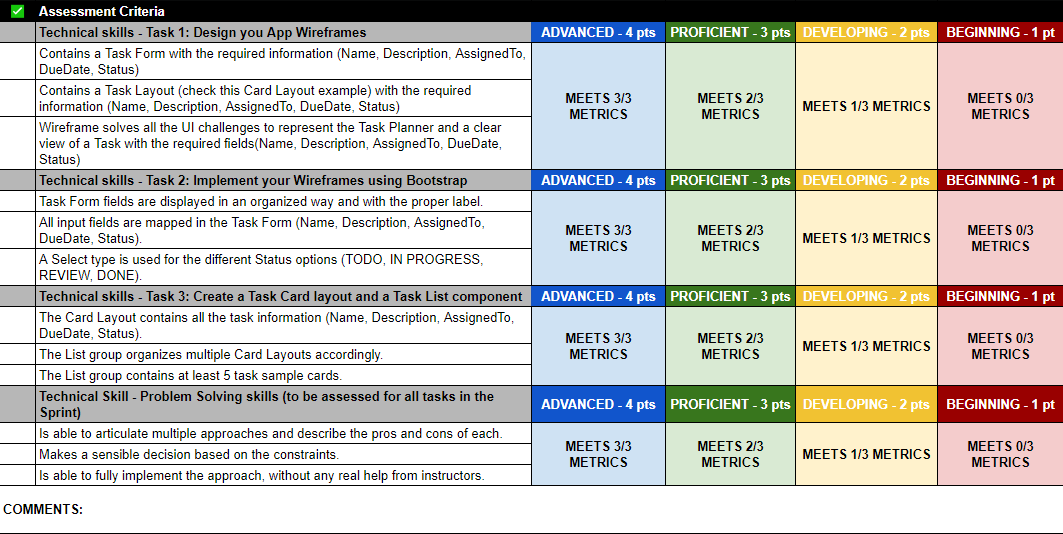 ✅ Assessment Criteria
Technical skills - Task 1: Design you App Wireframes ADVANCED - 4 pts PROFICIENT - 3 pts DEVELOPING - 2 pts BEGINNING - 1 pt
Contains a Task Form with the required information (Name, Description, AssignedTo,
DueDate, Status)
Contains a Task Layout (check this Card Layout example) with the required
information (Name, Description, AssignedTo, DueDate, Status)
Wireframe solves all the UI challenges to represent the Task Planner and a clear
view of a Task with the required fields(Name, Description, AssignedTo, DueDate,
Status)
MEETS 3/3
METRICS
MEETS 2/3
METRICS
MEETS 1/3 METRICS
MEETS 0/3
METRICS
Technical skills - Task 2: Implement your Wireframes using Bootstrap ADVANCED - 4 pts PROFICIENT - 3 pts DEVELOPING - 2 pts BEGINNING - 1 pt
Task Form fields are displayed in an organized way and with the proper label.
All input fields are mapped in the Task Form (Name, Description, AssignedTo,
DueDate, Status).
A Select type is used for the different Status options (TODO, IN PROGRESS,
REVIEW, DONE).
MEETS 3/3
METRICS
MEETS 2/3
METRICS
MEETS 1/3 METRICS
MEETS 0/3
METRICS
Technical skills - Task 3: Create a Task Card layout and a Task List component ADVANCED - 4 pts PROFICIENT - 3 pts DEVELOPING - 2 pts BEGINNING - 1 pt
The Card Layout contains all the task information (Name, Description, AssignedTo,
DueDate, Status).
The List group organizes multiple Card Layouts accordingly.
The List group contains at least 5 task sample cards.
MEETS 3/3
METRICS
MEETS 2/3
METRICS
MEETS 1/3 METRICS
MEETS 0/3
METRICS
Technical Skill - Problem Solving skills (to be assessed for all tasks in the
Sprint)
ADVANCED - 4 pts PROFICIENT - 3 pts DEVELOPING - 2 pts BEGINNING - 1 pt
Is able to articulate multiple approaches and describe the pros and cons of each.
Makes a sensible decision based on the constraints.
Is able to fully implement the approach, without any real help from instructors.
MEETS 3/3
METRICS
MEETS 2/3
METRICS
MEETS 1/3 METRICS
MEETS 0/3
METRICS
COMMENTS: